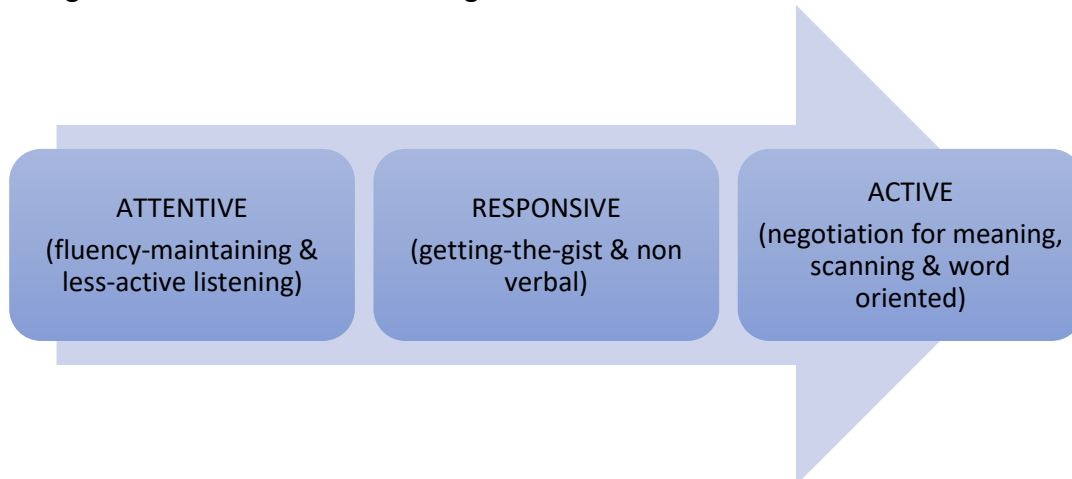 ATTENTIVE
(fluency-maintaining &
less-active listening)
RESPONSIVE
(getting-the-gist & non
verbal)
ACTIVE
(negotiation for meaning,
scanning & word
oriented)